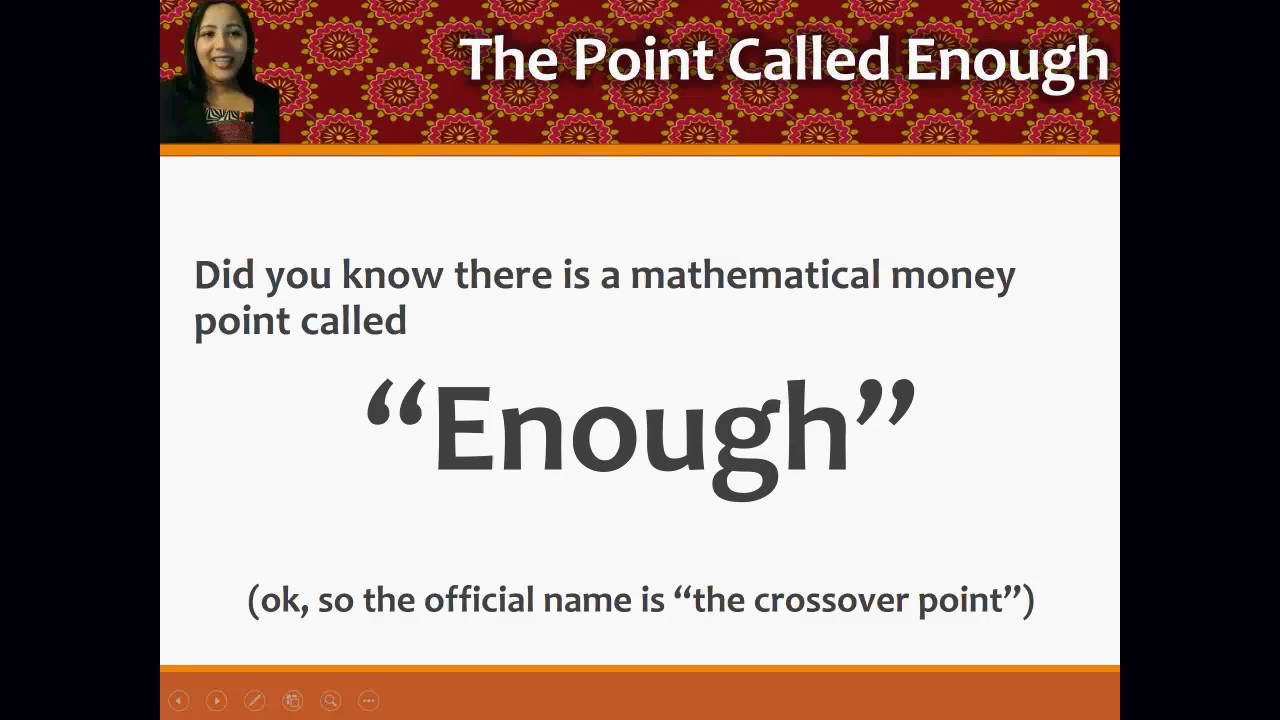 The Point Called Enough
Did you know there is a mathematical money
point called
“Enough”
(ok, so the official name is “the crossover point”)